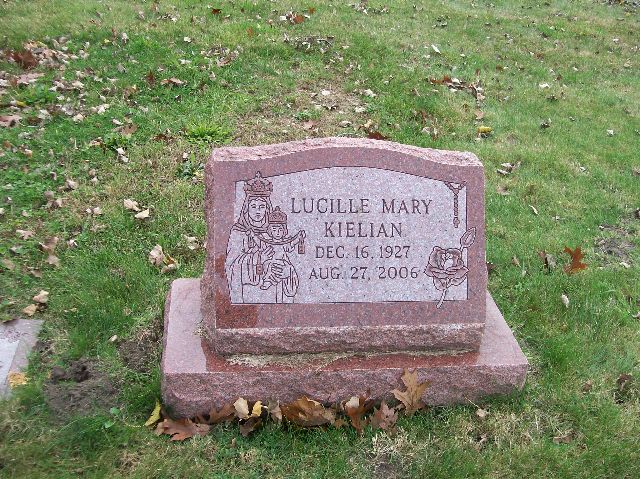 LUCILLE MARY
KIELIAN
DEC. 16, 1927
AUG. 27, 2006